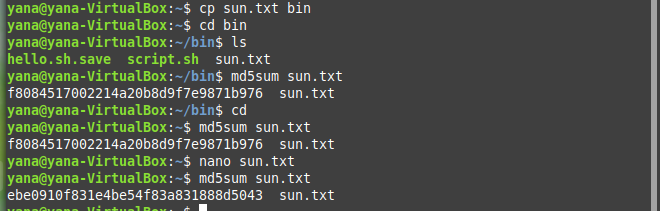 yana@yana-VirtualBox:~$ cp sun.txt bin
yana@yana-VirtualBox:~$ cd bin
yana@yana-VirtualBox:~/bin$ ls
hello.sh.save  script.sh  sun.txt
yana@yana-VirtualBox:~/bin$ md5sum sun.txt
f8084517002214a20b8d9f7e9871b976  sun.txt
yana@yana-VirtualBox:~/bin$ cd
yana@yana-VirtualBox:~$ md5sum sun.txt
f8084517002214a20b8d9f7e9871b976  sun.txt
yana@yana-VirtualBox:~$ nano sun.txt
yana@yana-VirtualBox:~$ md5sum sun.txt
ebe0910f831e4be54f83a831888d5043  sun.txt
yana@yana-VirtualBox:~$